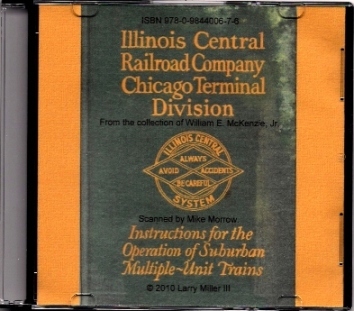 ISBN 978-0-9844006-7-6
Illinois Central
Railroad Company
Chicago Terminal
Division
From the collection of William E. McKenzie, Jr.
ILLINOIS CENTRAL
ALWAYS
AVOID ACCIDENTS
BE CAREFUL
SYSTEM
Scanned by Mike Morrow
Instructions for the
Operation of Suburban
Multiple-Unit Trains
© 2010 Larry Miller III